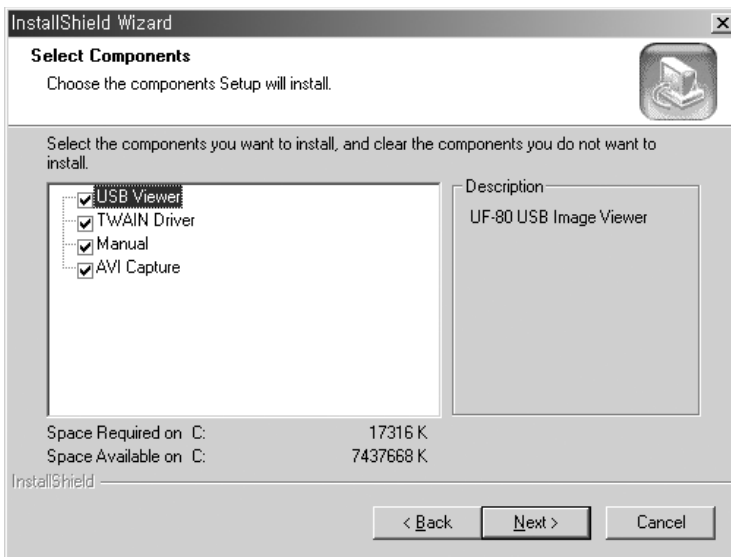 InstallShield Wizard
Select Components
Choose the components Setup will install.
Select the components you want to install, and clear the components you do not want to
install.
USB Viewer
TWAIN Driver
Manual
AVI Capture
Description
UF-80 USB Image Viewer
Space Required on C: 17316 K
Space Available on C: 7437668 K
InstallShield
< Back Next > Cancel